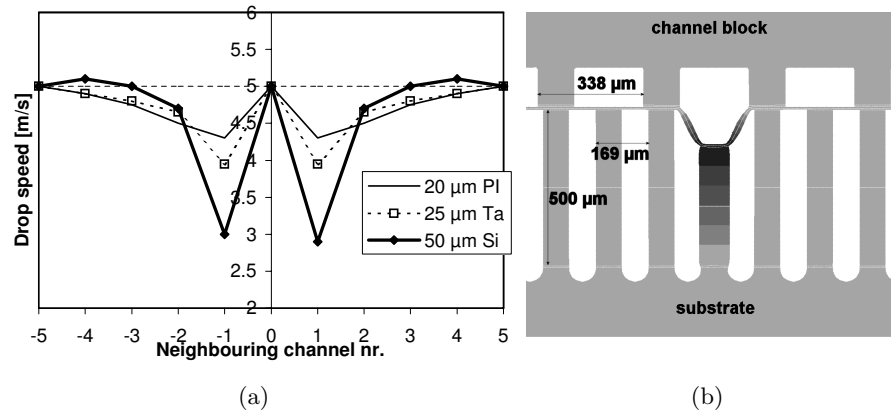 6
5.5
5
4.5
4
3.5
3
2.5
2
Drop speed [m/s]
20 µm PI
25 µm Ta
50 µm Si
-5 -4 -3 -2 -1 0 1 2 3 4 5
Neighbouring channel nr.
(a)
channel block
338 µm
169 µm
500 µm
substrate
(b)